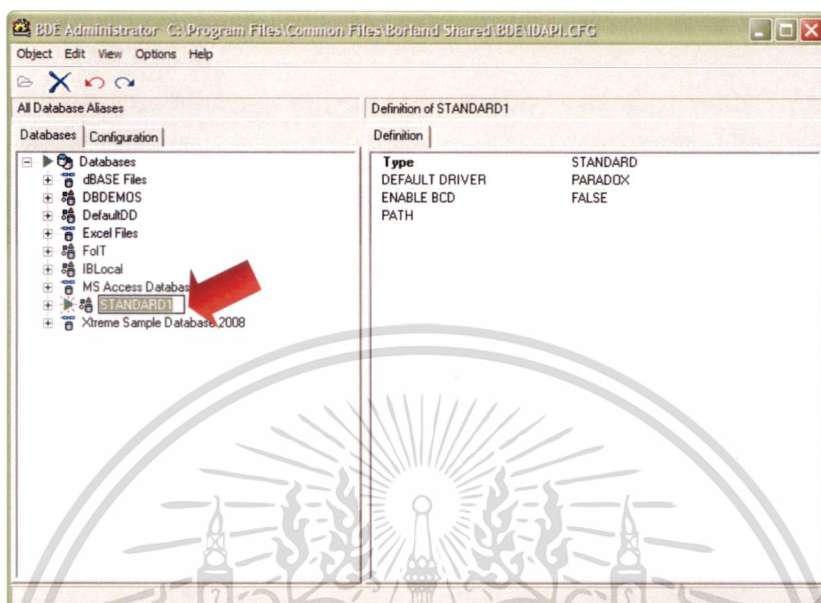 BDE Administrator C:\Program Files\Common Files\Borland Shared\BDE\IDAPI.CFG
Object Edit View Options Help
All Database Aliases
Definition of STANDARD1
Databases Configuration
Definition
Databases
dBASE Files
DBDEMOS
DefaultDD
Excel Files
FoIT
IBLocal
MS Access Databas
STANDARD1
Xtreme Sample Database 2008
Type STANDARD
DEFAULT DRIVER PARADOX
ENABLE BCD FALSE
PATH